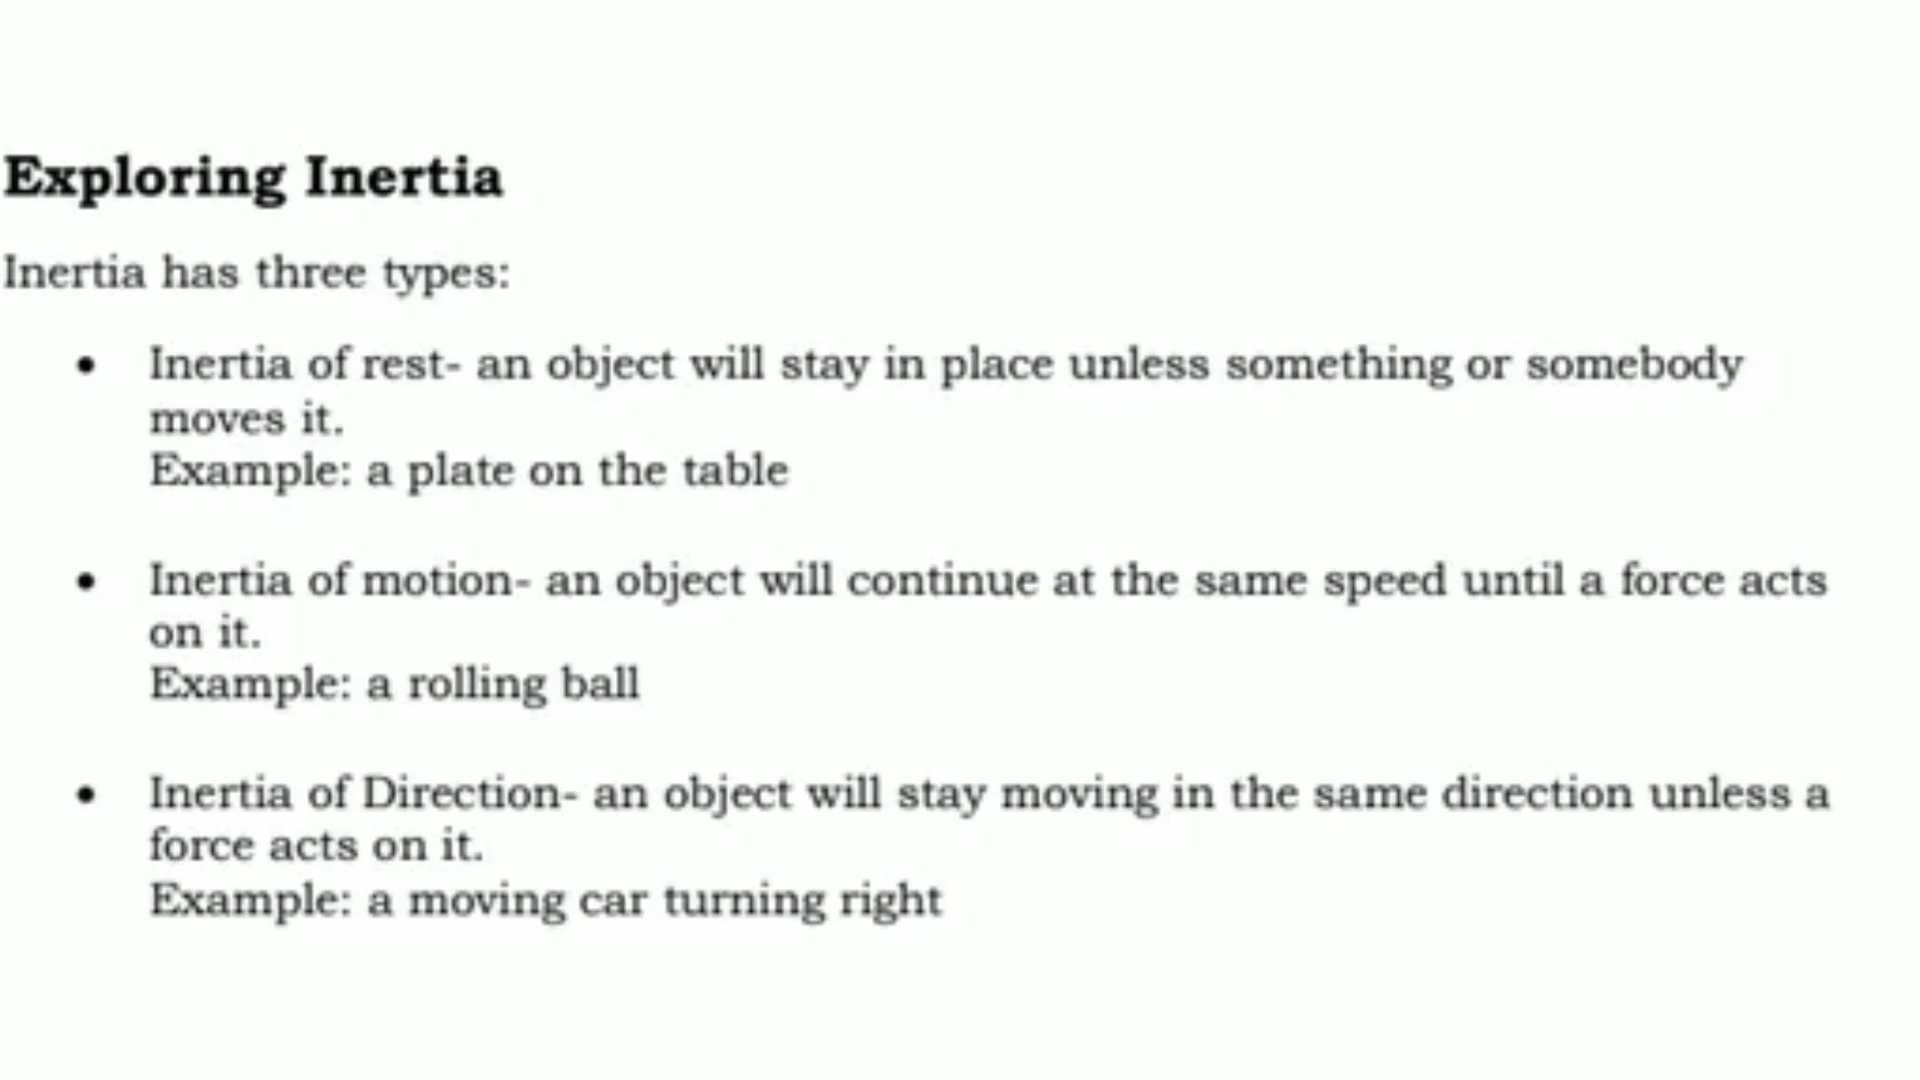 Exploring Inertia
Inertia has three types:
• Inertia of rest- an object will stay in place unless something or somebody
moves it.
Example: a plate on the table
• Inertia of motion- an object will continue at the same speed until a force acts
on it.
Example: a rolling ball
• Inertia of Direction- an object will stay moving in the same direction unless a
force acts on it.
Example: a moving car turning right